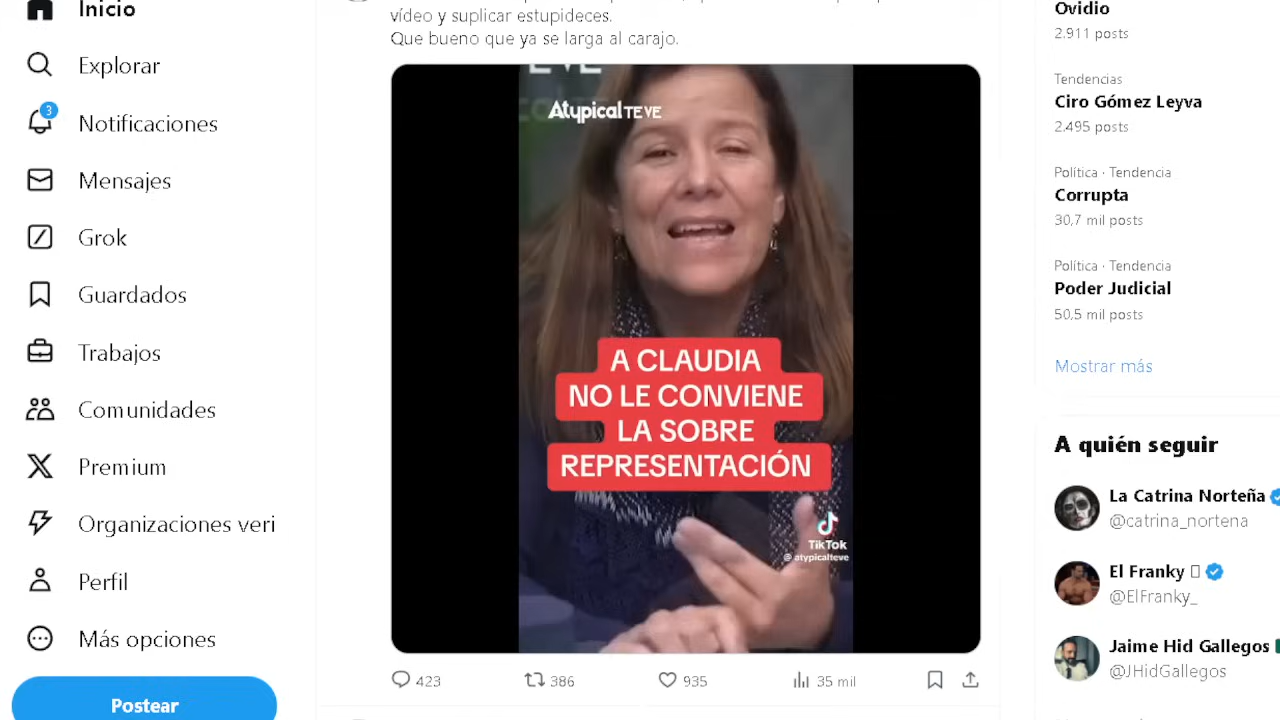 Inicio
Explorar
3
Notificaciones
Mensajes
Grok
Guardados
Trabajos
Comunidades
Premium
Organizaciones veri
Perfil
Más opciones
Postear
vídeo y suplicar estupideces.
Que bueno que ya se larga al carajo.
AtypicalTEVE
A CLAUDIA
NO LE CONVIENE
LA SOBRE
REPRESENTACIÓN
TikTok
@ atypicalteve
423
386
935
35 mil
Ovidio
2.911 posts
Tendencias
Ciro Gómez Leyva
2.495 posts
Política · Tendencia
Corrupta
30,7 mil posts
Política · Tendencia
Poder Judicial
50,5 mil posts
Mostrar más
A quién seguir
La Catrina Norteña
@catrina_nortena
El Franky
@ElFranky_
Jaime Hid Gallegos
@JHidGallegos